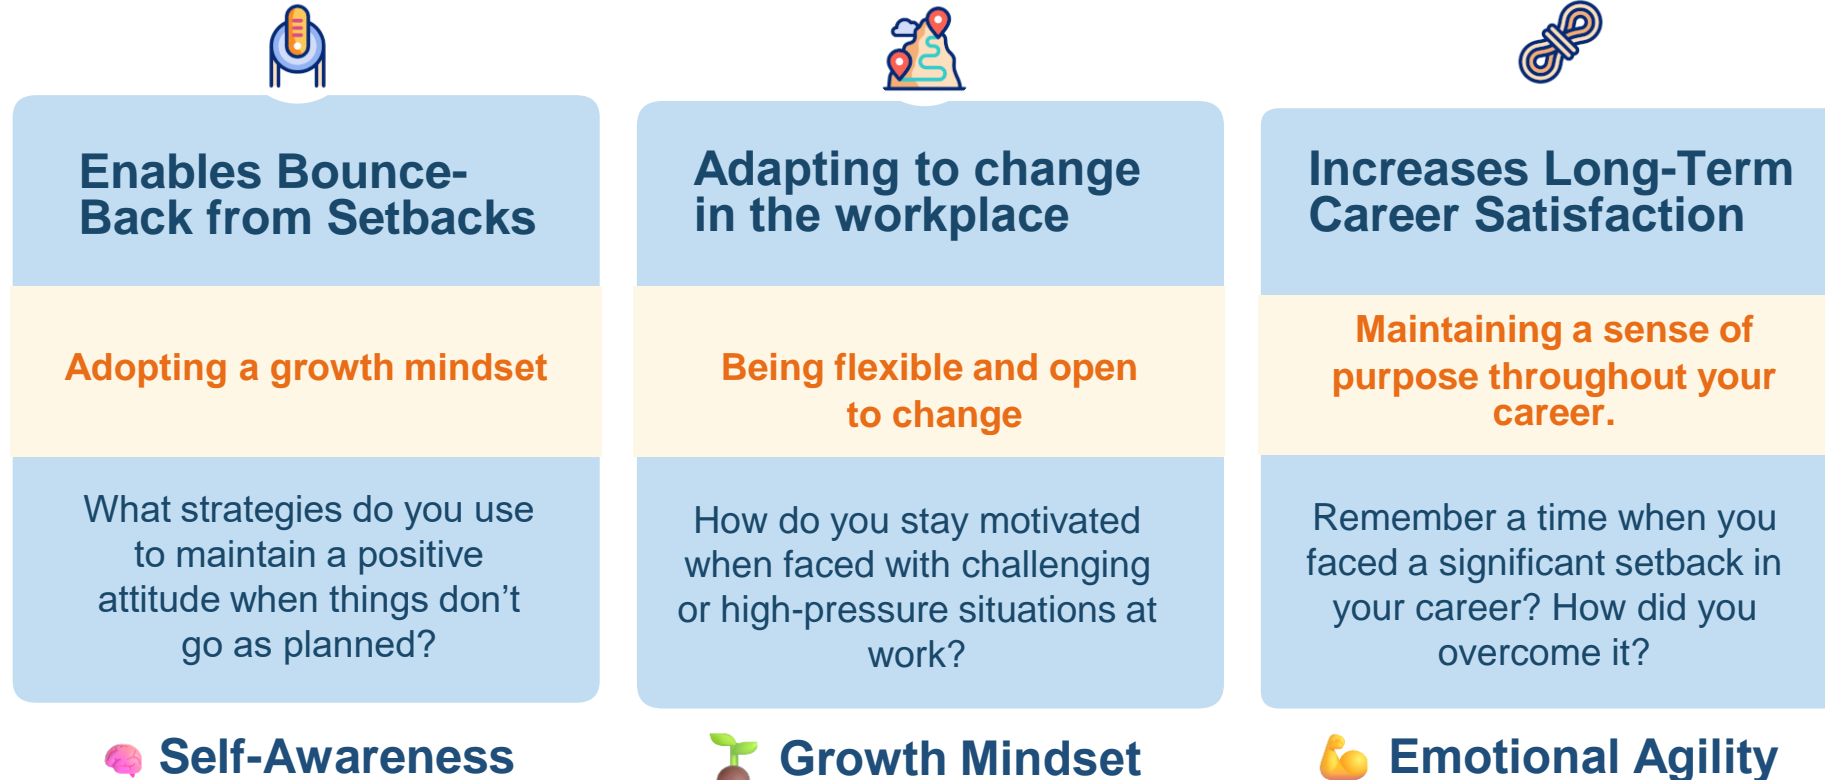 Enables Bounce-
Back from Setbacks
Adopting a growth mindset
What strategies do you use
to maintain a positive
attitude when things don’t
go as planned?
Self-Awareness
Adapting to change
in the workplace
Being flexible and open
to change
How do you stay motivated
when faced with challenging
or high-pressure situations at
work?
Growth Mindset
Increases Long-Term
Career Satisfaction
Maintaining a sense of
purpose throughout your
career.
Remember a time when you
faced a significant setback in
your career? How did you
overcome it?
Emotional Agility